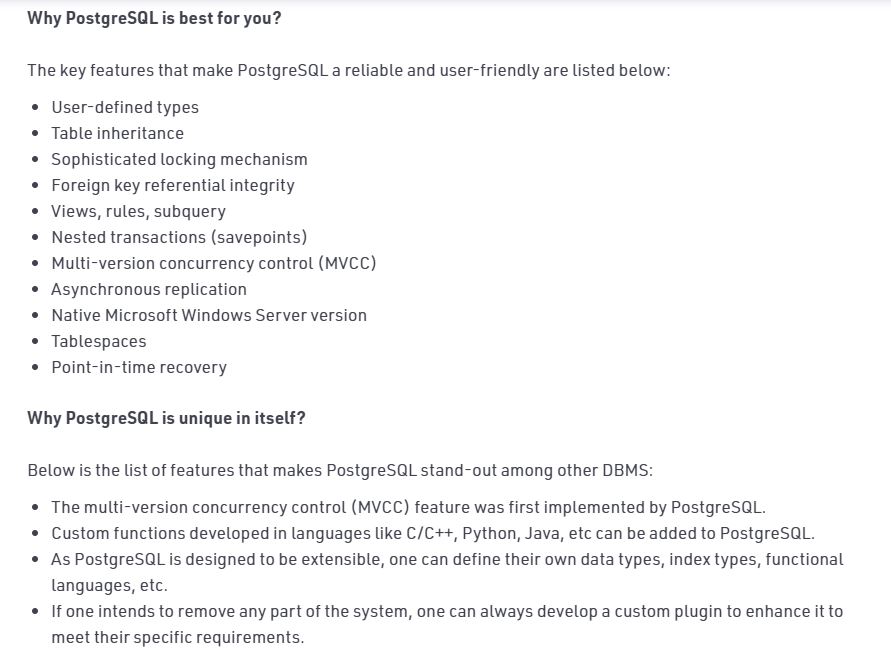 Why PostgreSQL is best for you?
The key features that make PostgreSQL a reliable and user-friendly are listed below:
• User-defined types
• Table inheritance
• Sophisticated locking mechanism
• Foreign key referential integrity
• Views, rules, subquery
• Nested transactions (savepoints)
• Multi-version concurrency control (MVCC)
• Asynchronous replication
• Native Microsoft Windows Server version
• Tablespaces
• Point-in-time recovery
Why PostgreSQL is unique in itself?
Below is the list of features that makes PostgreSQL stand-out among other DBMS:
• The multi-version concurrency control (MVCC) feature was first implemented by PostgreSQL.
• Custom functions developed in languages like C/C++, Python, Java, etc can be added to PostgreSQL.
• As PostgreSQL is designed to be extensible, one can define their own data types, index types, functional
languages, etc.
• If one intends to remove any part of the system, one can always develop a custom plugin to enhance it to
meet their specific requirements.